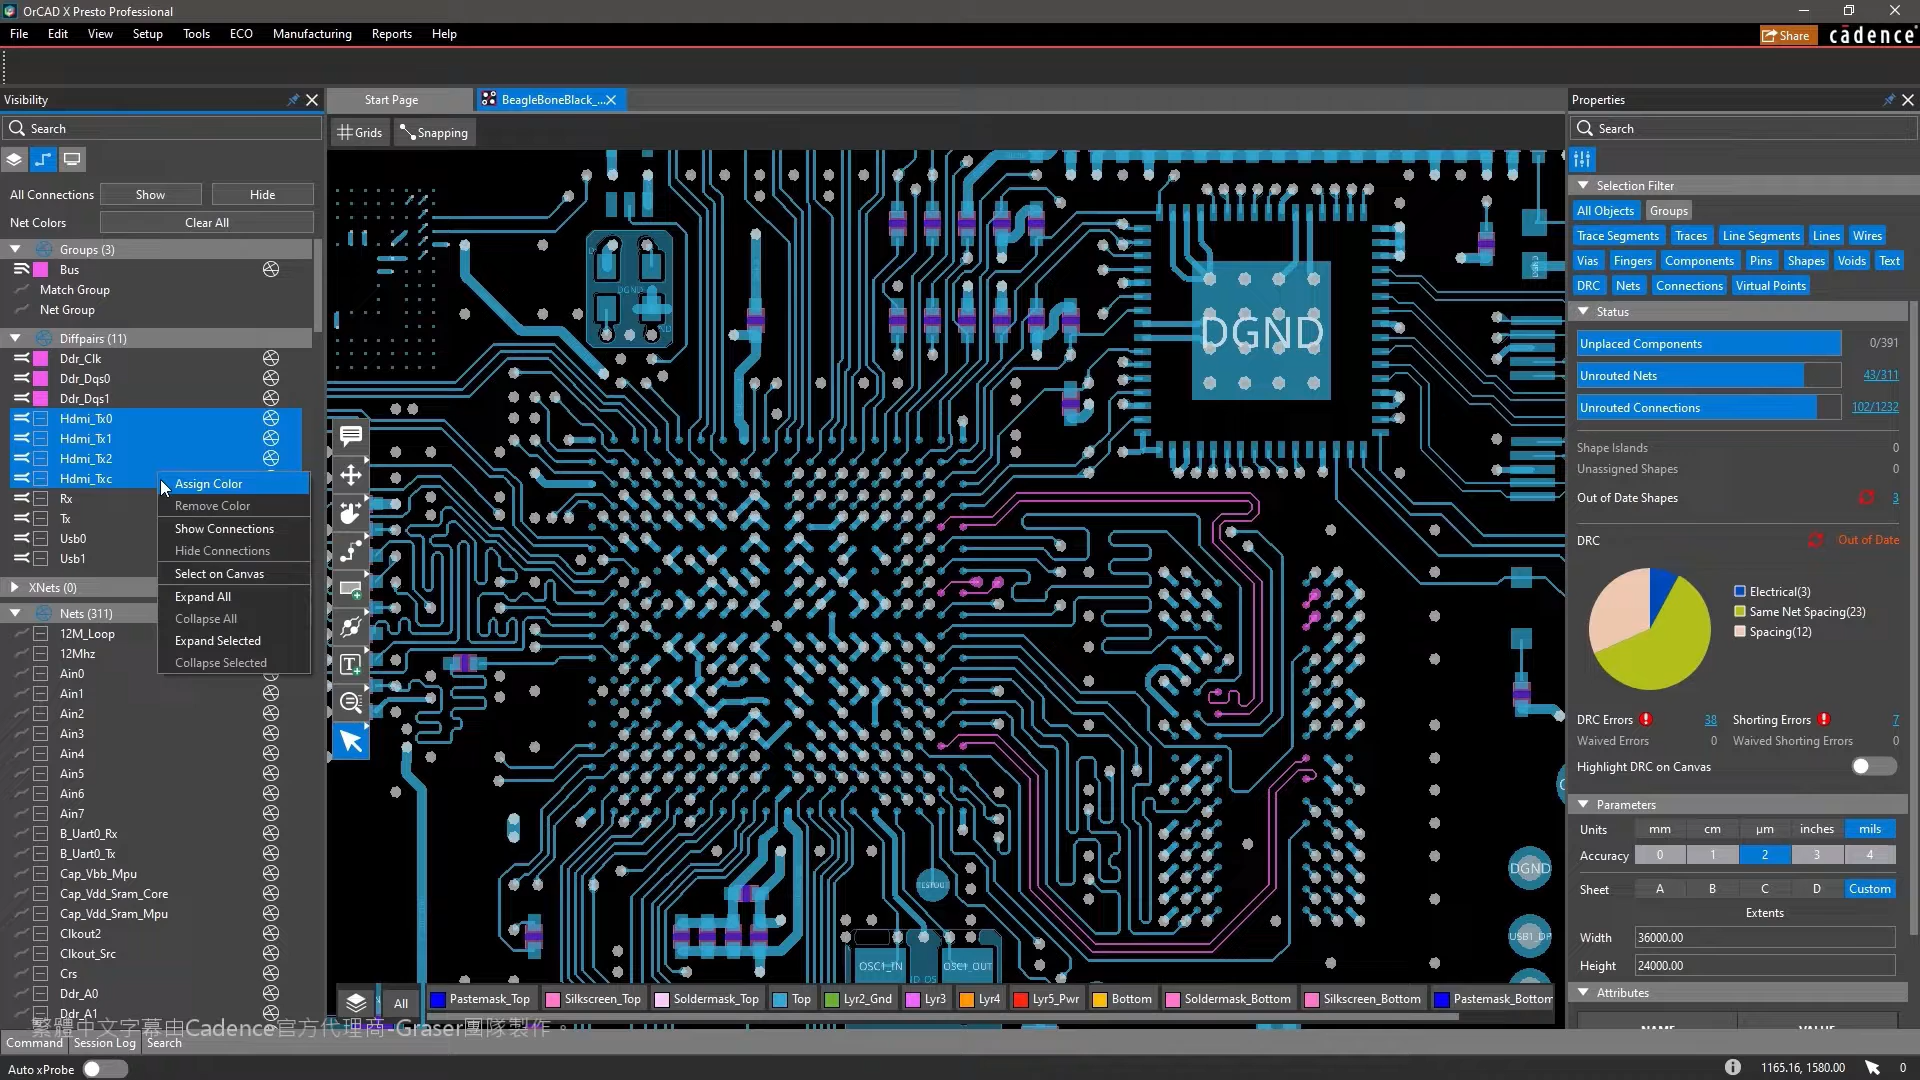 OrCAD X Presto Professional
File Edit View Setup Tools ECO Manufacturing Reports Help
Share cādence
Visibility
Search
All Connections Show Hide
Net Colors Clear All
Groups (3)
Bus
Match Group
Net Group
Diffpairs (11)
Ddr_Clk
Ddr_Dqs0
Ddr_Dqs1
Hdmi_Tx0
Hdmi_Tx1
Hdmi_Tx2
Hdmi_Txc
Rx
Tx
Usb0
Usb1
XNets (0)
Nets (311)
12M_Loop
12Mhz
Ain0
Ain1
Ain2
Ain3
Ain4
Ain5
Ain6
Ain7
B_Uart0_Rx
B_Uart0_Tx
Cap_Vbb_Mpu
Cap_Vdd_Sram_Core
Cap_Vdd_Sram_Mpu
Clkout2
Clkout_Src
Crs
Ddr_A0
Ddr_A1
Assign Color
Remove Color
Show Connections
Hide Connections
Select on Canvas
Expand All
Collapse All
Expand Selected
Collapse Selected
Start Page BeagleBoneBlack_...
Grids Snapping
DGND
DGND
DGND
USB1_DP
OSC1_IN OSC1_OUT
All Pastemask_Top Silkscreen_Top Soldermask_Top Top Lyr2_Gnd Lyr3 Lyr4 Lyr5_Pwr Bottom Soldermask_Bottom Silkscreen_Bottom Pastemask_Bottom
繁體中文字幕由Cadence官方代理商-Graser團隊製作。
Command Session Log Search
Auto xProbe
1165.16, 1580.00 0
Properties
Search
Selection Filter
All Objects Groups
Trace Segments Traces Line Segments Lines Wires
Vias Fingers Components Pins Shapes Voids Text
DRC Nets Connections Virtual Points
Status
Unplaced Components 0/391
Unrouted Nets 43/311
Unrouted Connections 102/1232
Shape Islands 0
Unassigned Shapes 0
Out of Date Shapes 3
DRC Out of Date
Electrical(3)
Same Net Spacing(23)
Spacing(12)
DRC Errors 38 Shorting Errors 7
Waived Errors 0 Waived Shorting Errors 0
Highlight DRC on Canvas
Parameters
Units mm cm µm inches mils
Accuracy 0 1 2 3 4
Sheet A B C D Custom
Extents
Width 36000.00
Height 24000.00
Attributes
NAME VALUE